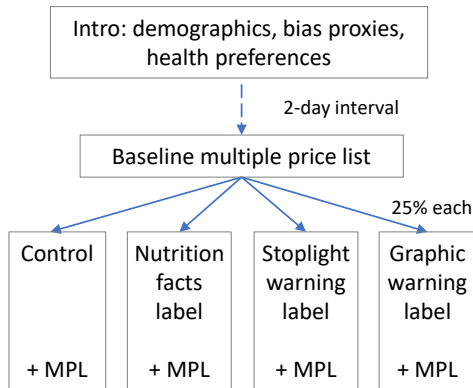 Intro: demographics, bias proxies,
health preferences
2-day interval
Baseline multiple price list
25% each
Control
+ MPL
Nutrition
facts
label
+ MPL
Stoplight
warning
label
+ MPL
Graphic
warning
label
+ MPL